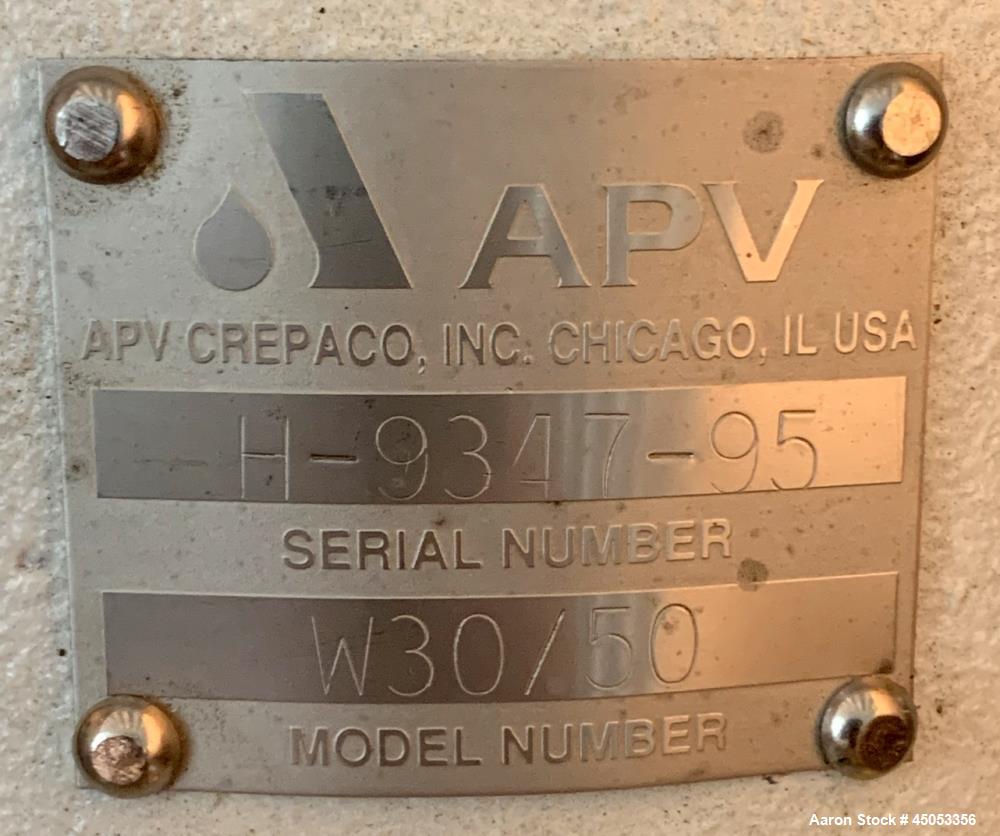 APV
APV CREPACO, INC. CHICAGO, IL USA
H-9347-95
SERIAL NUMBER
W30/50
MODEL NUMBER
Aaron Stock # 45053356